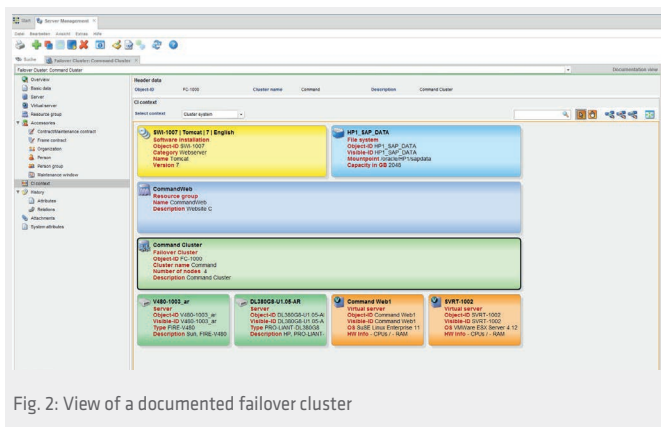 Start Server Management
Datei Bearbeiten Ansicht Extras Hilfe
Suche Failover Cluster: Command Cluster
Failover Cluster: Command Cluster
Documentation view
Overview
Basic data
Server
Virtual server
Resource group
Accessories
Contract/Maintenance contract
Frame contract
Organization
Person
Person group
Maintenance window
CI context
History
Attributes
Relations
Attachments
System attributes
Header data
Object-ID FC-1000 Cluster name Command Description Command Cluster
CI context
Select context Cluster system
SWI-1007 | Tomcat | 7 | English
Software installation
Object-ID SWI-1007
Category Webserver
Name Tomcat
Version 7
HP1_SAP_DATA
File system
Object-ID HP1_SAP_DATA
Visible-ID HP1_SAP_DATA
Mountpoint /oracle/HP1/sapdata
Capacity in GB 2048
CommandWeb
Resource group
Name CommandWeb
Description Website C
Command Cluster
Failover Cluster
Object-ID FC-1000
Cluster name Command
Number of nodes 4
Description Command Cluster
V480-1003_ar
Server
Object-ID V480-1003_ar
Visible-ID V480-1003_ar
Type FIRE-V480
Description Sun, FIRE-V480
DL380G8-U1.05-AR
Server
Object-ID DL380G8-U1.05-A
Visible-ID DL380G8-U1.05-A
Type PRO-LIANT-DL380G8
Description HP, PRO-LIANT-
Command Web1
Virtual server
Object-ID Command Web1
Visible-ID Command Web1
OS SuSE Linux Enterprise 11
HW Info - CPUs / - RAM
SVRT-1002
Virtual server
Object-ID SVRT-1002
Visible-ID SVRT-1002
OS VMWare ESX Server 4 12
HW Info - CPUs / - RAM
Fig. 2: View of a documented failover cluster